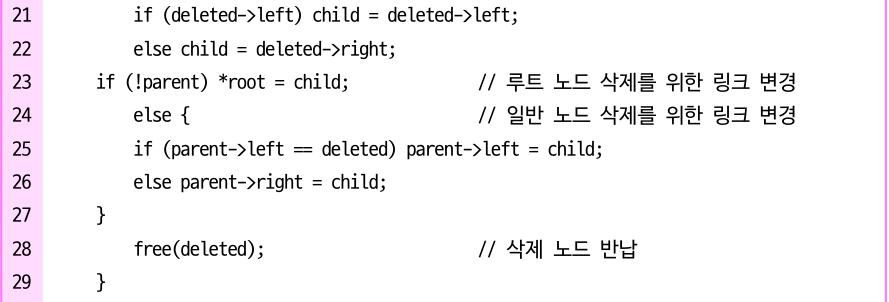 21 if (deleted->left) child = deleted->left;
22 else child = deleted->right;
23 if (!parent) *root = child; // 루트 노드 삭제를 위한 링크 변경
24 else { // 일반 노드 삭제를 위한 링크 변경
25 if (parent->left == deleted) parent->left = child;
26 else parent->right = child;
27 }
28 free(deleted); // 삭제 노드 반납
29 }